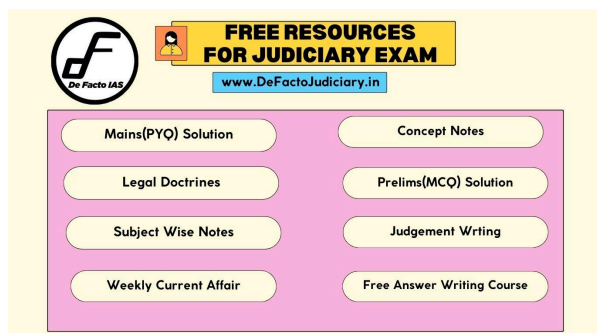 De Facto IAS
FREE RESOURCES
FOR JUDICIARY EXAM
www.DeFactoJudiciary.in
Mains(PYQ) Solution
Concept Notes
Legal Doctrines
Prelims(MCQ) Solution
Subject Wise Notes
Judgement Wrting
Weekly Current Affair
Free Answer Writing Course